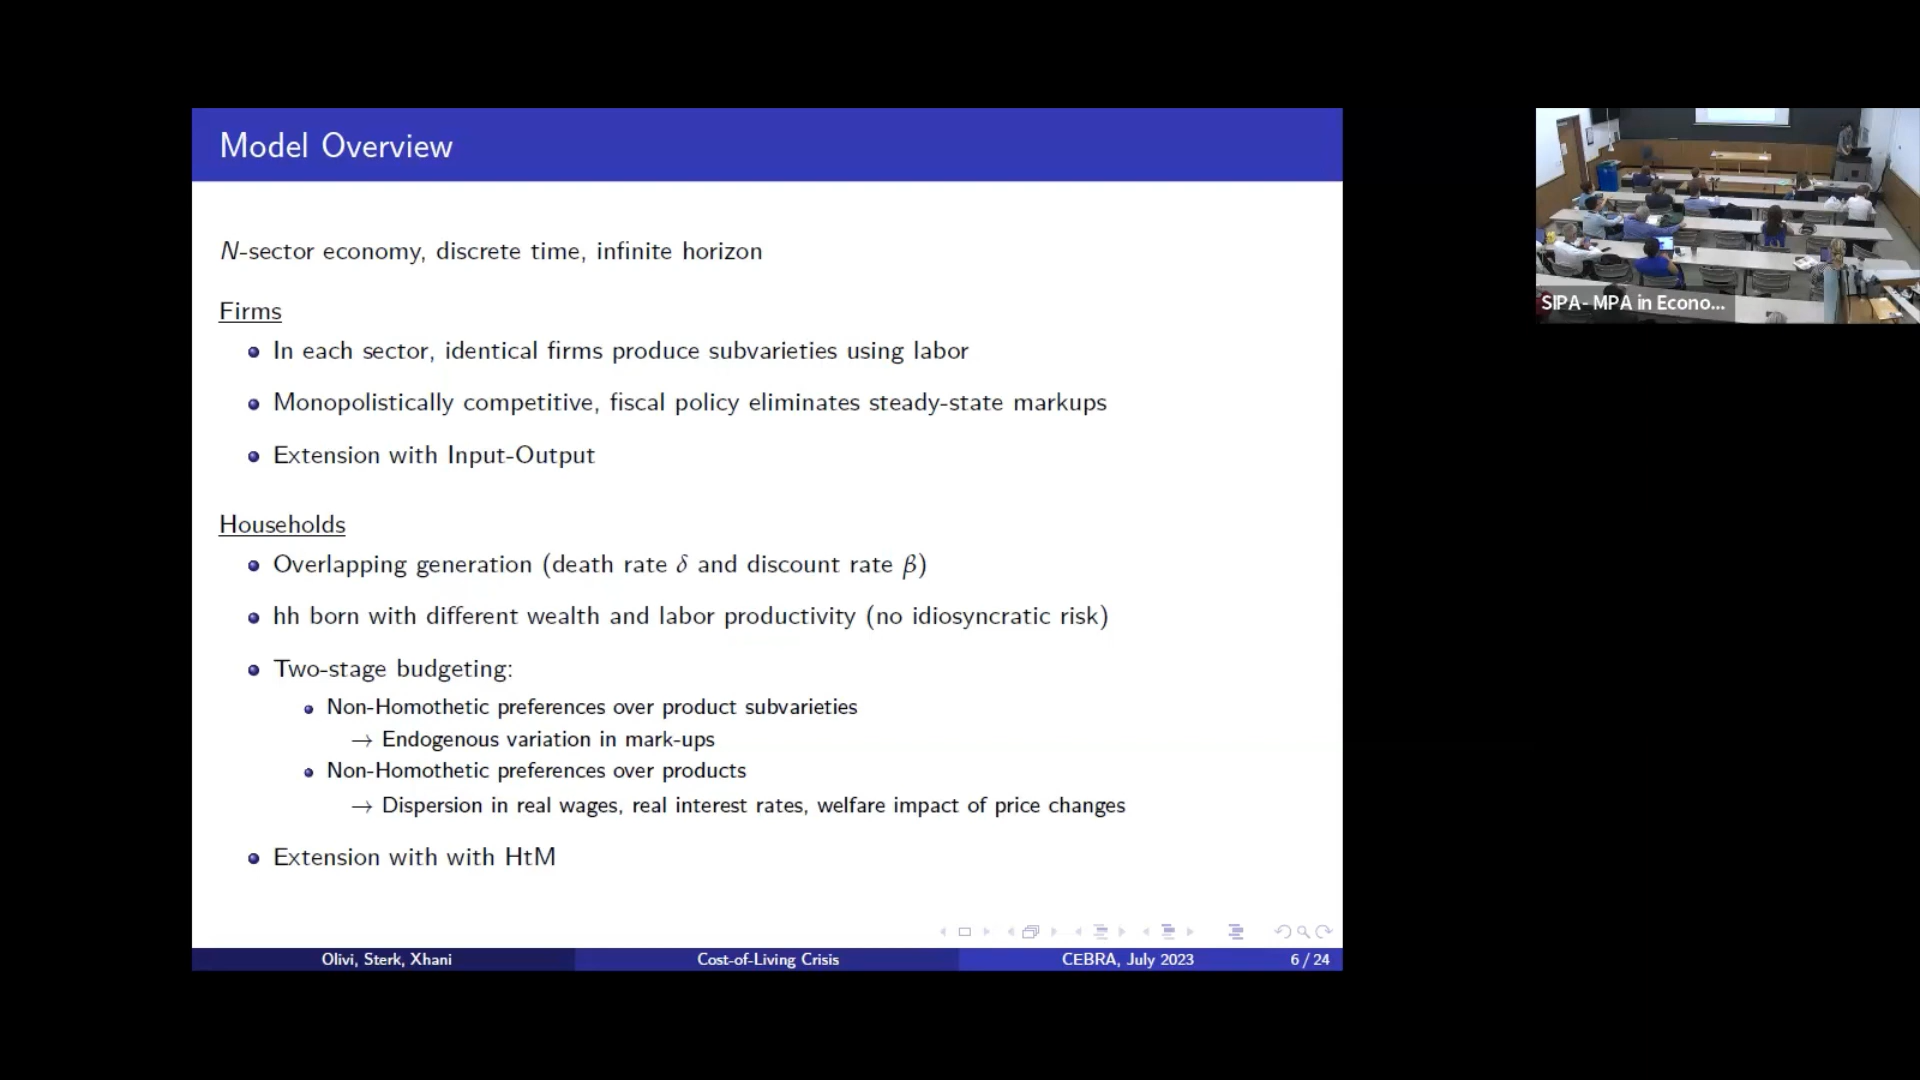 Model Overview
N-sector economy, discrete time, infinite horizon
Firms
In each sector, identical firms produce subvarieties using labor
Monopolistically competitive, fiscal policy eliminates steady-state markups
Extension with Input-Output
Households
Overlapping generation (death rate δ and discount rate β)
hh born with different wealth and labor productivity (no idiosyncratic risk)
Two-stage budgeting:
Non-Homothetic preferences over product subvarieties
→ Endogenous variation in mark-ups
Non-Homothetic preferences over products
→ Dispersion in real wages, real interest rates, welfare impact of price changes
Extension with with HtM
Olivi, Sterk, Xhani
Cost-of-Living Crisis
CEBRA, July 2023
6 / 24
SIPA- MPA in Econo...